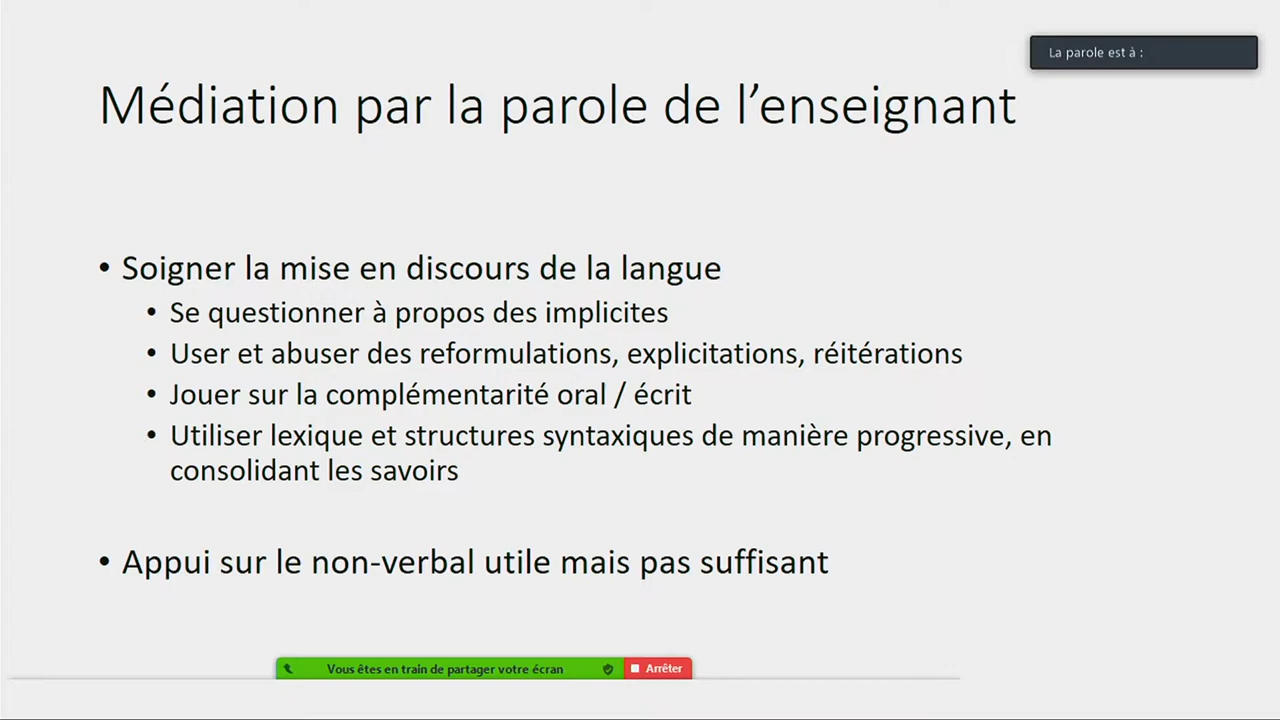 La parole est à :
Médiation par la parole de l’enseignant
• Soigner la mise en discours de la langue
• Se questionner à propos des implicites
• User et abuser des reformulations, explicitations, réitérations
• Jouer sur la complémentarité oral / écrit
• Utiliser lexique et structures syntaxiques de manière progressive, en
consolidant les savoirs
• Appui sur le non-verbal utile mais pas suffisant
Vous êtes en train de partager votre écran
Arrêter